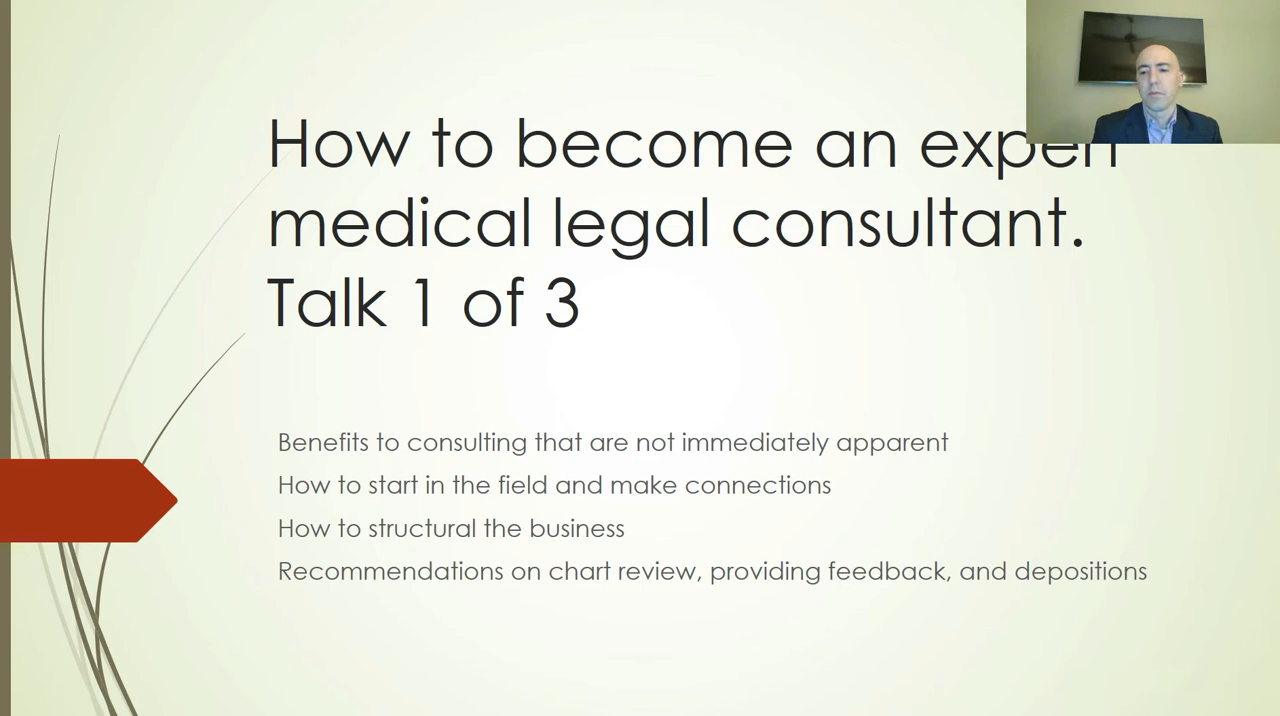 How to become an expert
medical legal consultant.
Talk 1 of 3
Benefits to consulting that are not immediately apparent
How to start in the field and make connections
How to structural the business
Recommendations on chart review, providing feedback, and depositions